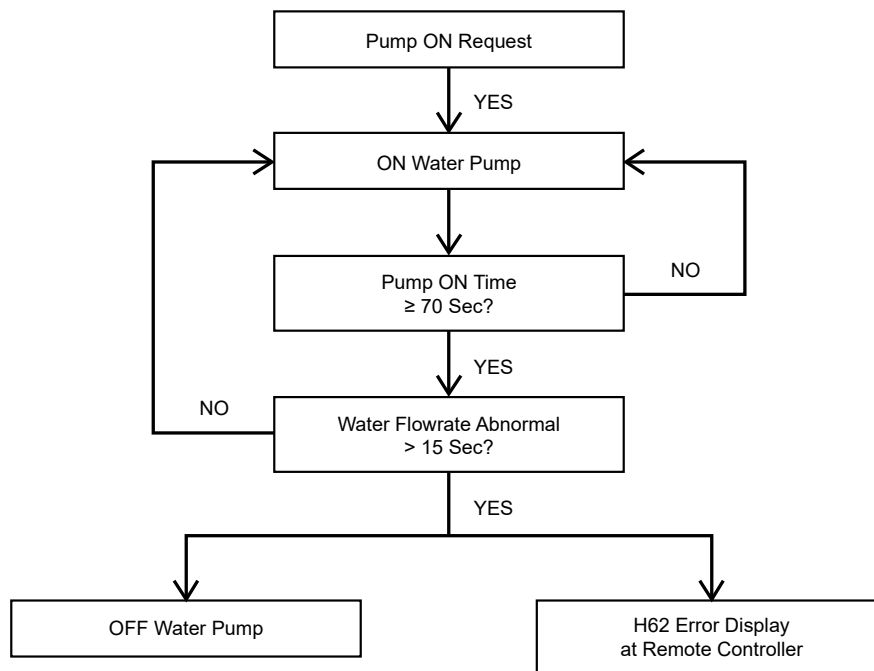 Pump ON Request
YES
ON Water Pump
Pump ON Time
≥ 70 Sec?
NO
YES
NO
Water Flowrate Abnormal
> 15 Sec?
YES
OFF Water Pump
H62 Error Display
at Remote Controller